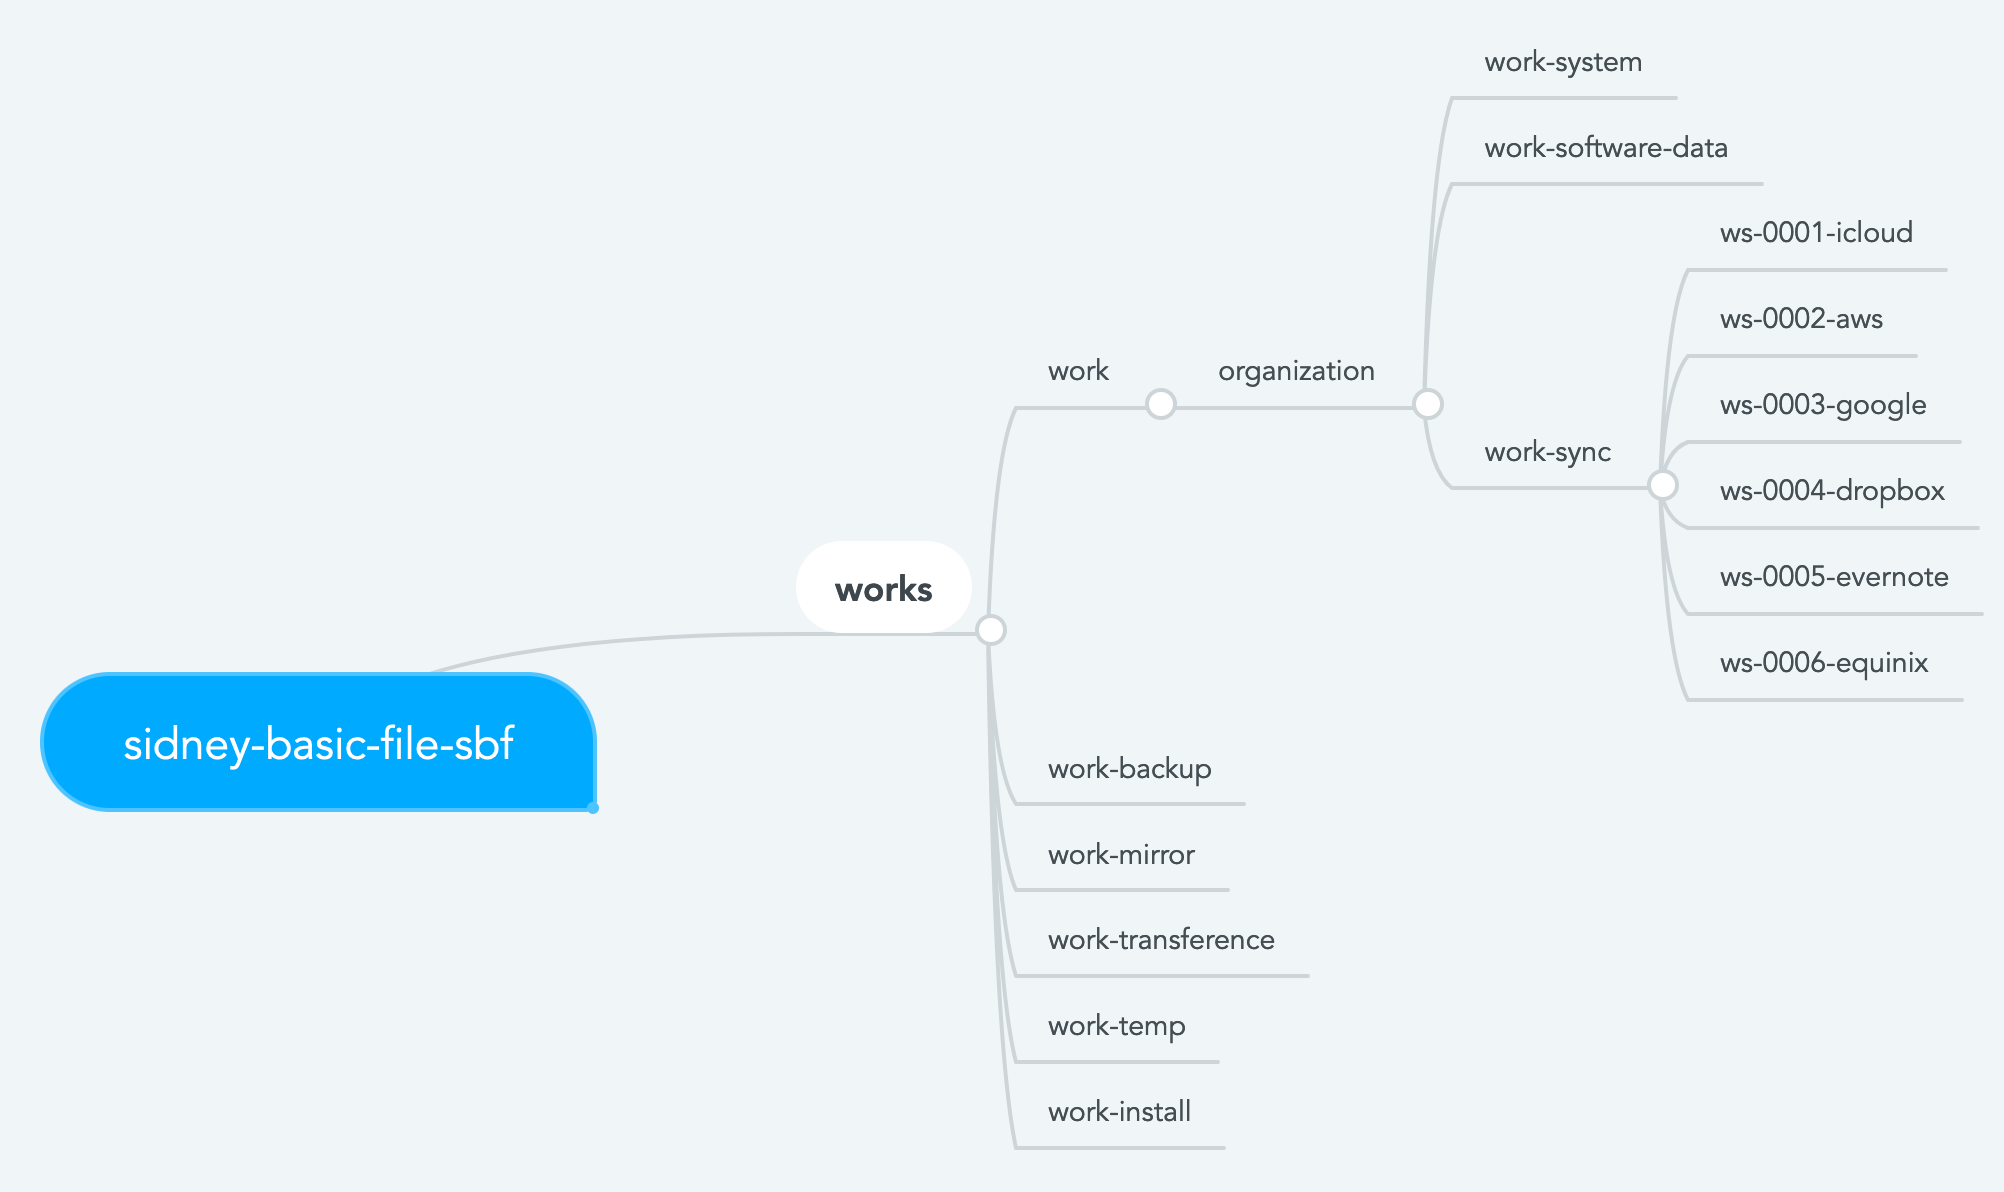 sidney-basic-file-sbf
works
work
organization
work-system
work-software-data
work-sync
ws-0001-icloud
ws-0002-aws
ws-0003-google
ws-0004-dropbox
ws-0005-evernote
ws-0006-equinix
work-backup
work-mirror
work-transference
work-temp
work-install